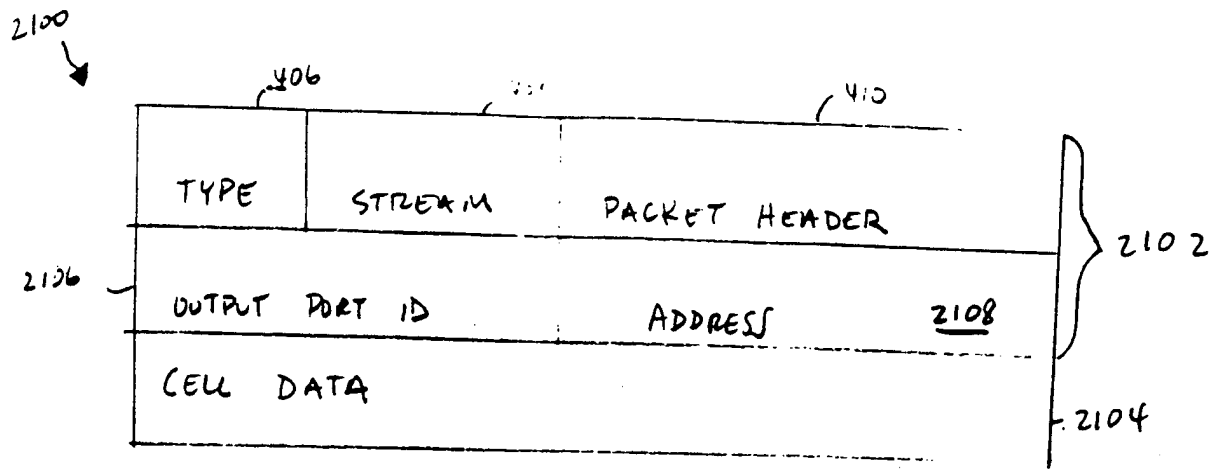 2100
406
410
TYPE STREAM PACKET HEADER
2102
2106
OUTPUT PORT ID ADDRESS 2108
CELL DATA
2104